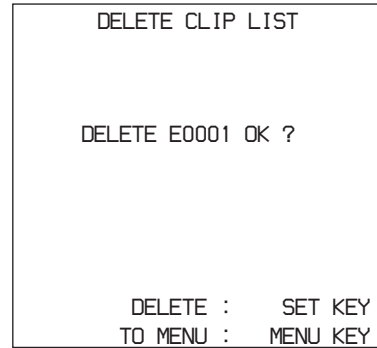 DELETE CLIP LIST
DELETE E0001 OK ?
DELETE : SET KEY
TO MENU : MENU KEY